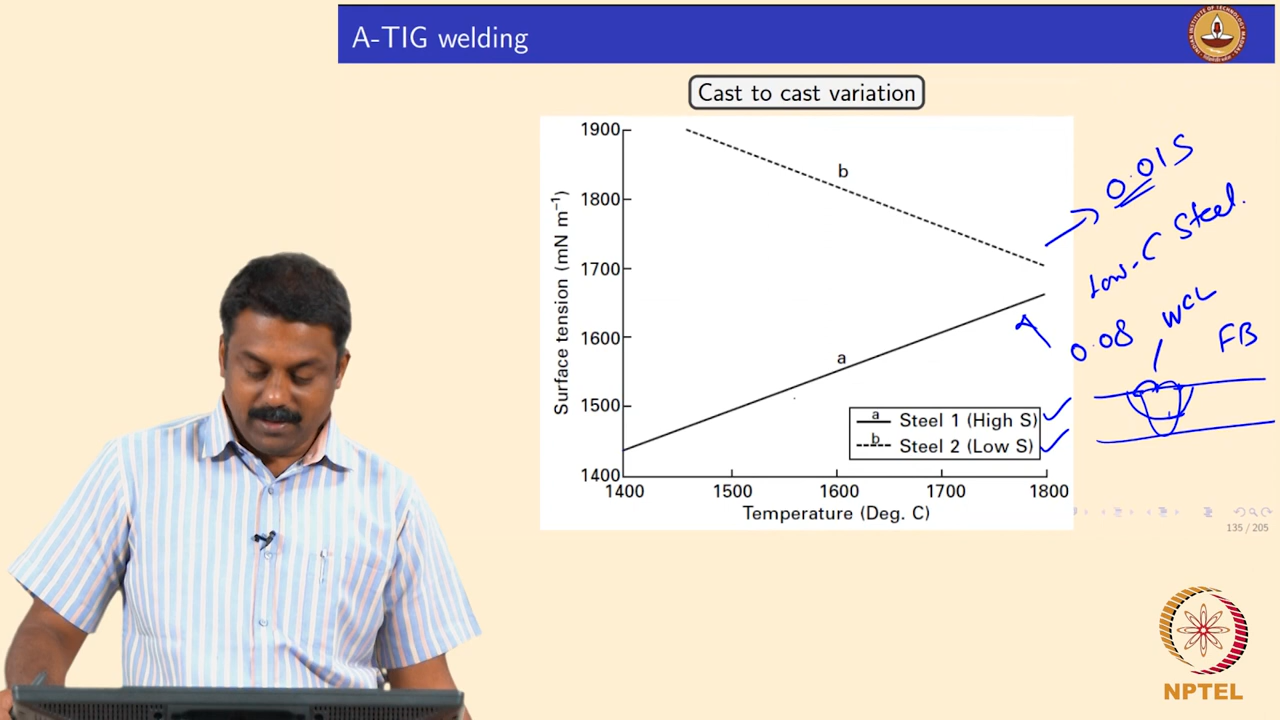 A-TIG welding
Cast to cast variation
1900
1800
1700
1600
1500
1400
Surface tension (mN m⁻¹)
b
a
a Steel 1 (High S)
b Steel 2 (Low S)
1400 1500 1600 1700 1800
Temperature (Deg. C)
0.01S
Low-C Steel.
0.08
WCL
FB
135 / 205
NPTEL